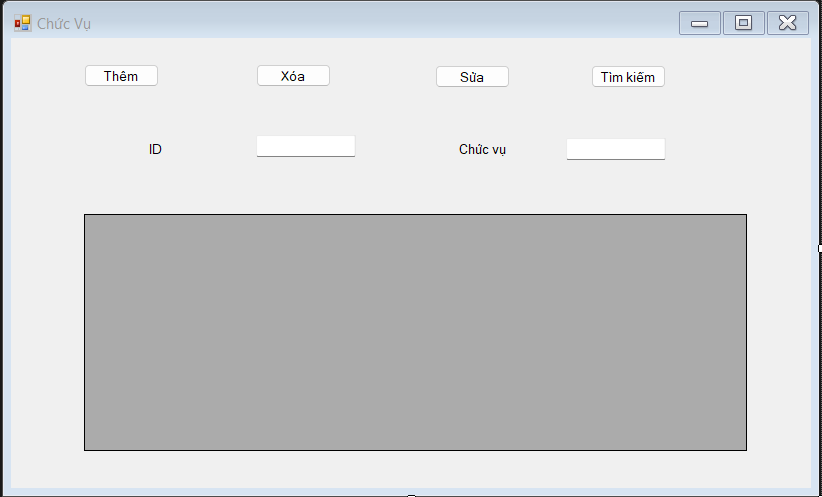 Chức Vụ
Thêm Xóa Sửa Tìm kiếm
ID Chức vụ